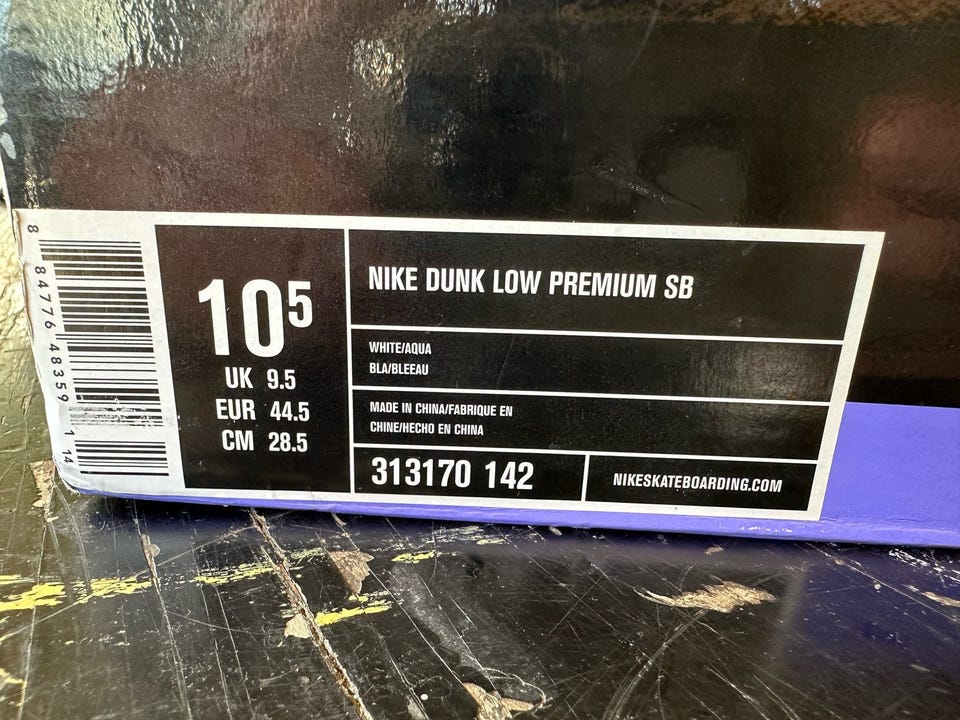 8 84776 48359 1 14
10 5
UK 9.5
EUR 44.5
CM 28.5
NIKE DUNK LOW PREMIUM SB
WHITE/AQUA
BLA/BLEEAU
MADE IN CHINA/FABRIQUE EN
CHINE/HECHO EN CHINA
313170 142
NIKESKATEBOARDING.COM